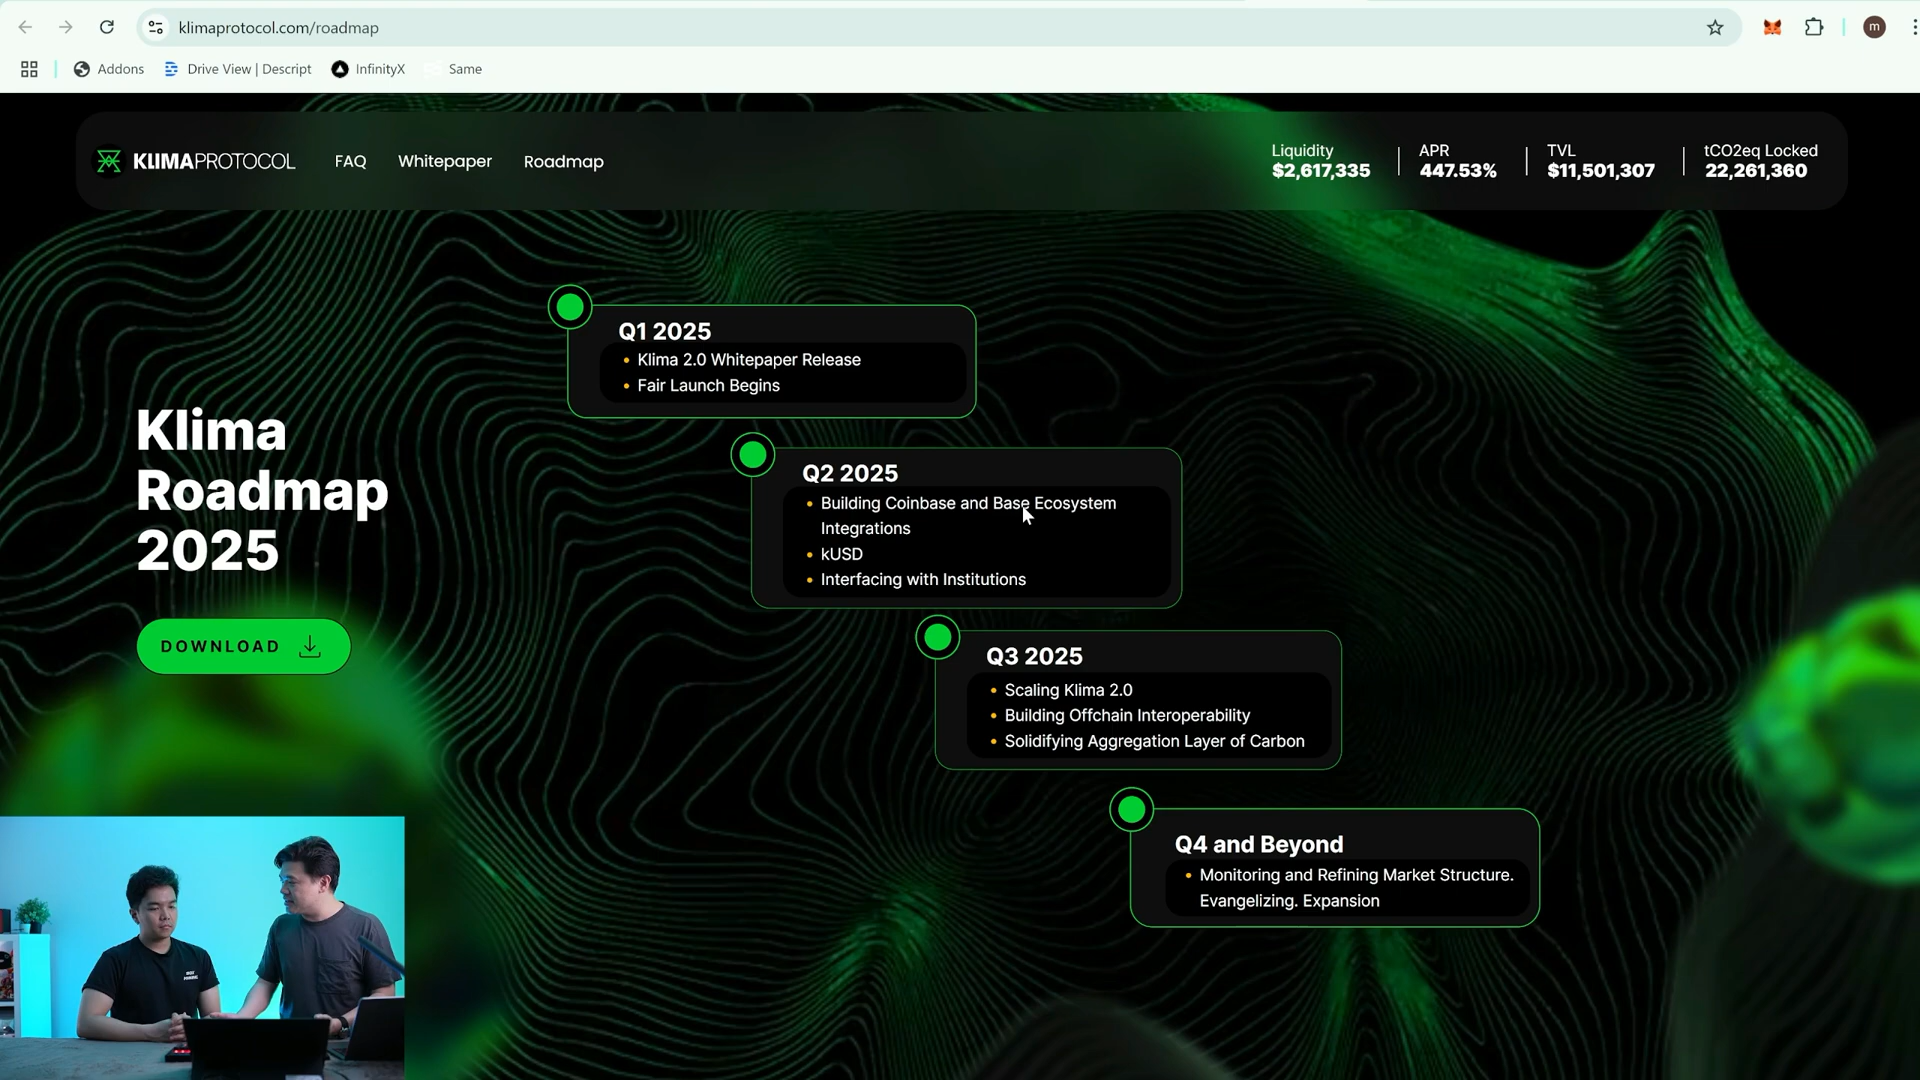 klimaprotocol.com/roadmap
m
Addons
Drive View | Descript
InfinityX
Same
KLIMAPROTOCOL
FAQ
Whitepaper
Roadmap
Liquidity
$2,617,335
APR
447.53%
TVL
$11,501,307
tCO2eq Locked
22,261,360
Klima
Roadmap
2025
DOWNLOAD
Q1 2025
Klima 2.0 Whitepaper Release
Fair Launch Begins
Q2 2025
Building Coinbase and Base Ecosystem
Integrations
kUSD
Interfacing with Institutions
Q3 2025
Scaling Klima 2.0
Building Offchain Interoperability
Solidifying Aggregation Layer of Carbon
Q4 and Beyond
Monitoring and Refining Market Structure.
Evangelizing. Expansion